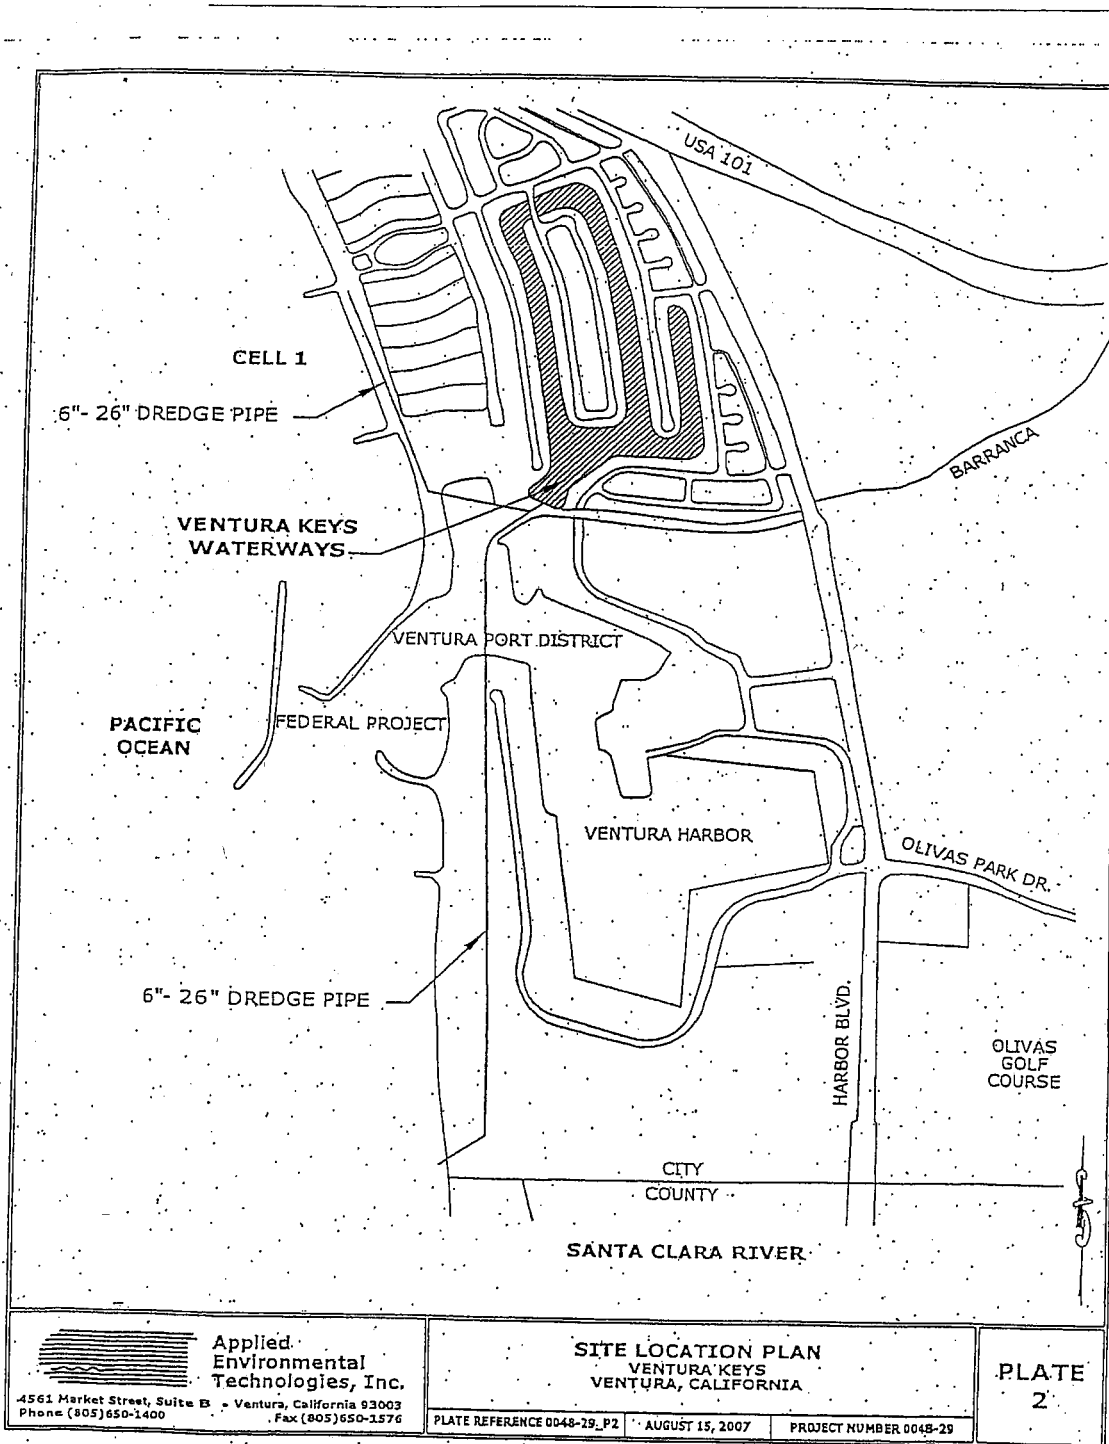 USA 101
CELL 1
6"- 26" DREDGE PIPE
BARRANCA
VENTURA KEYS
WATERWAYS
VENTURA PORT DISTRICT
PACIFIC
OCEAN
FEDERAL PROJECT
VENTURA HARBOR
OLIVAS PARK DR.
6"- 26" DREDGE PIPE
HARBOR BLVD.
OLIVAS
GOLF
COURSE
CITY
COUNTY
SANTA CLARA RIVER
Applied
Environmental
Technologies, Inc.
4561 Market Street, Suite B • Ventura, California 93003
Phone (805)650-1400 Fax (805)650-1576
SITE LOCATION PLAN
VENTURA KEYS
VENTURA, CALIFORNIA
PLATE REFERENCE 0048-29_P2
AUGUST 15, 2007
PROJECT NUMBER 0048-29
PLATE
2